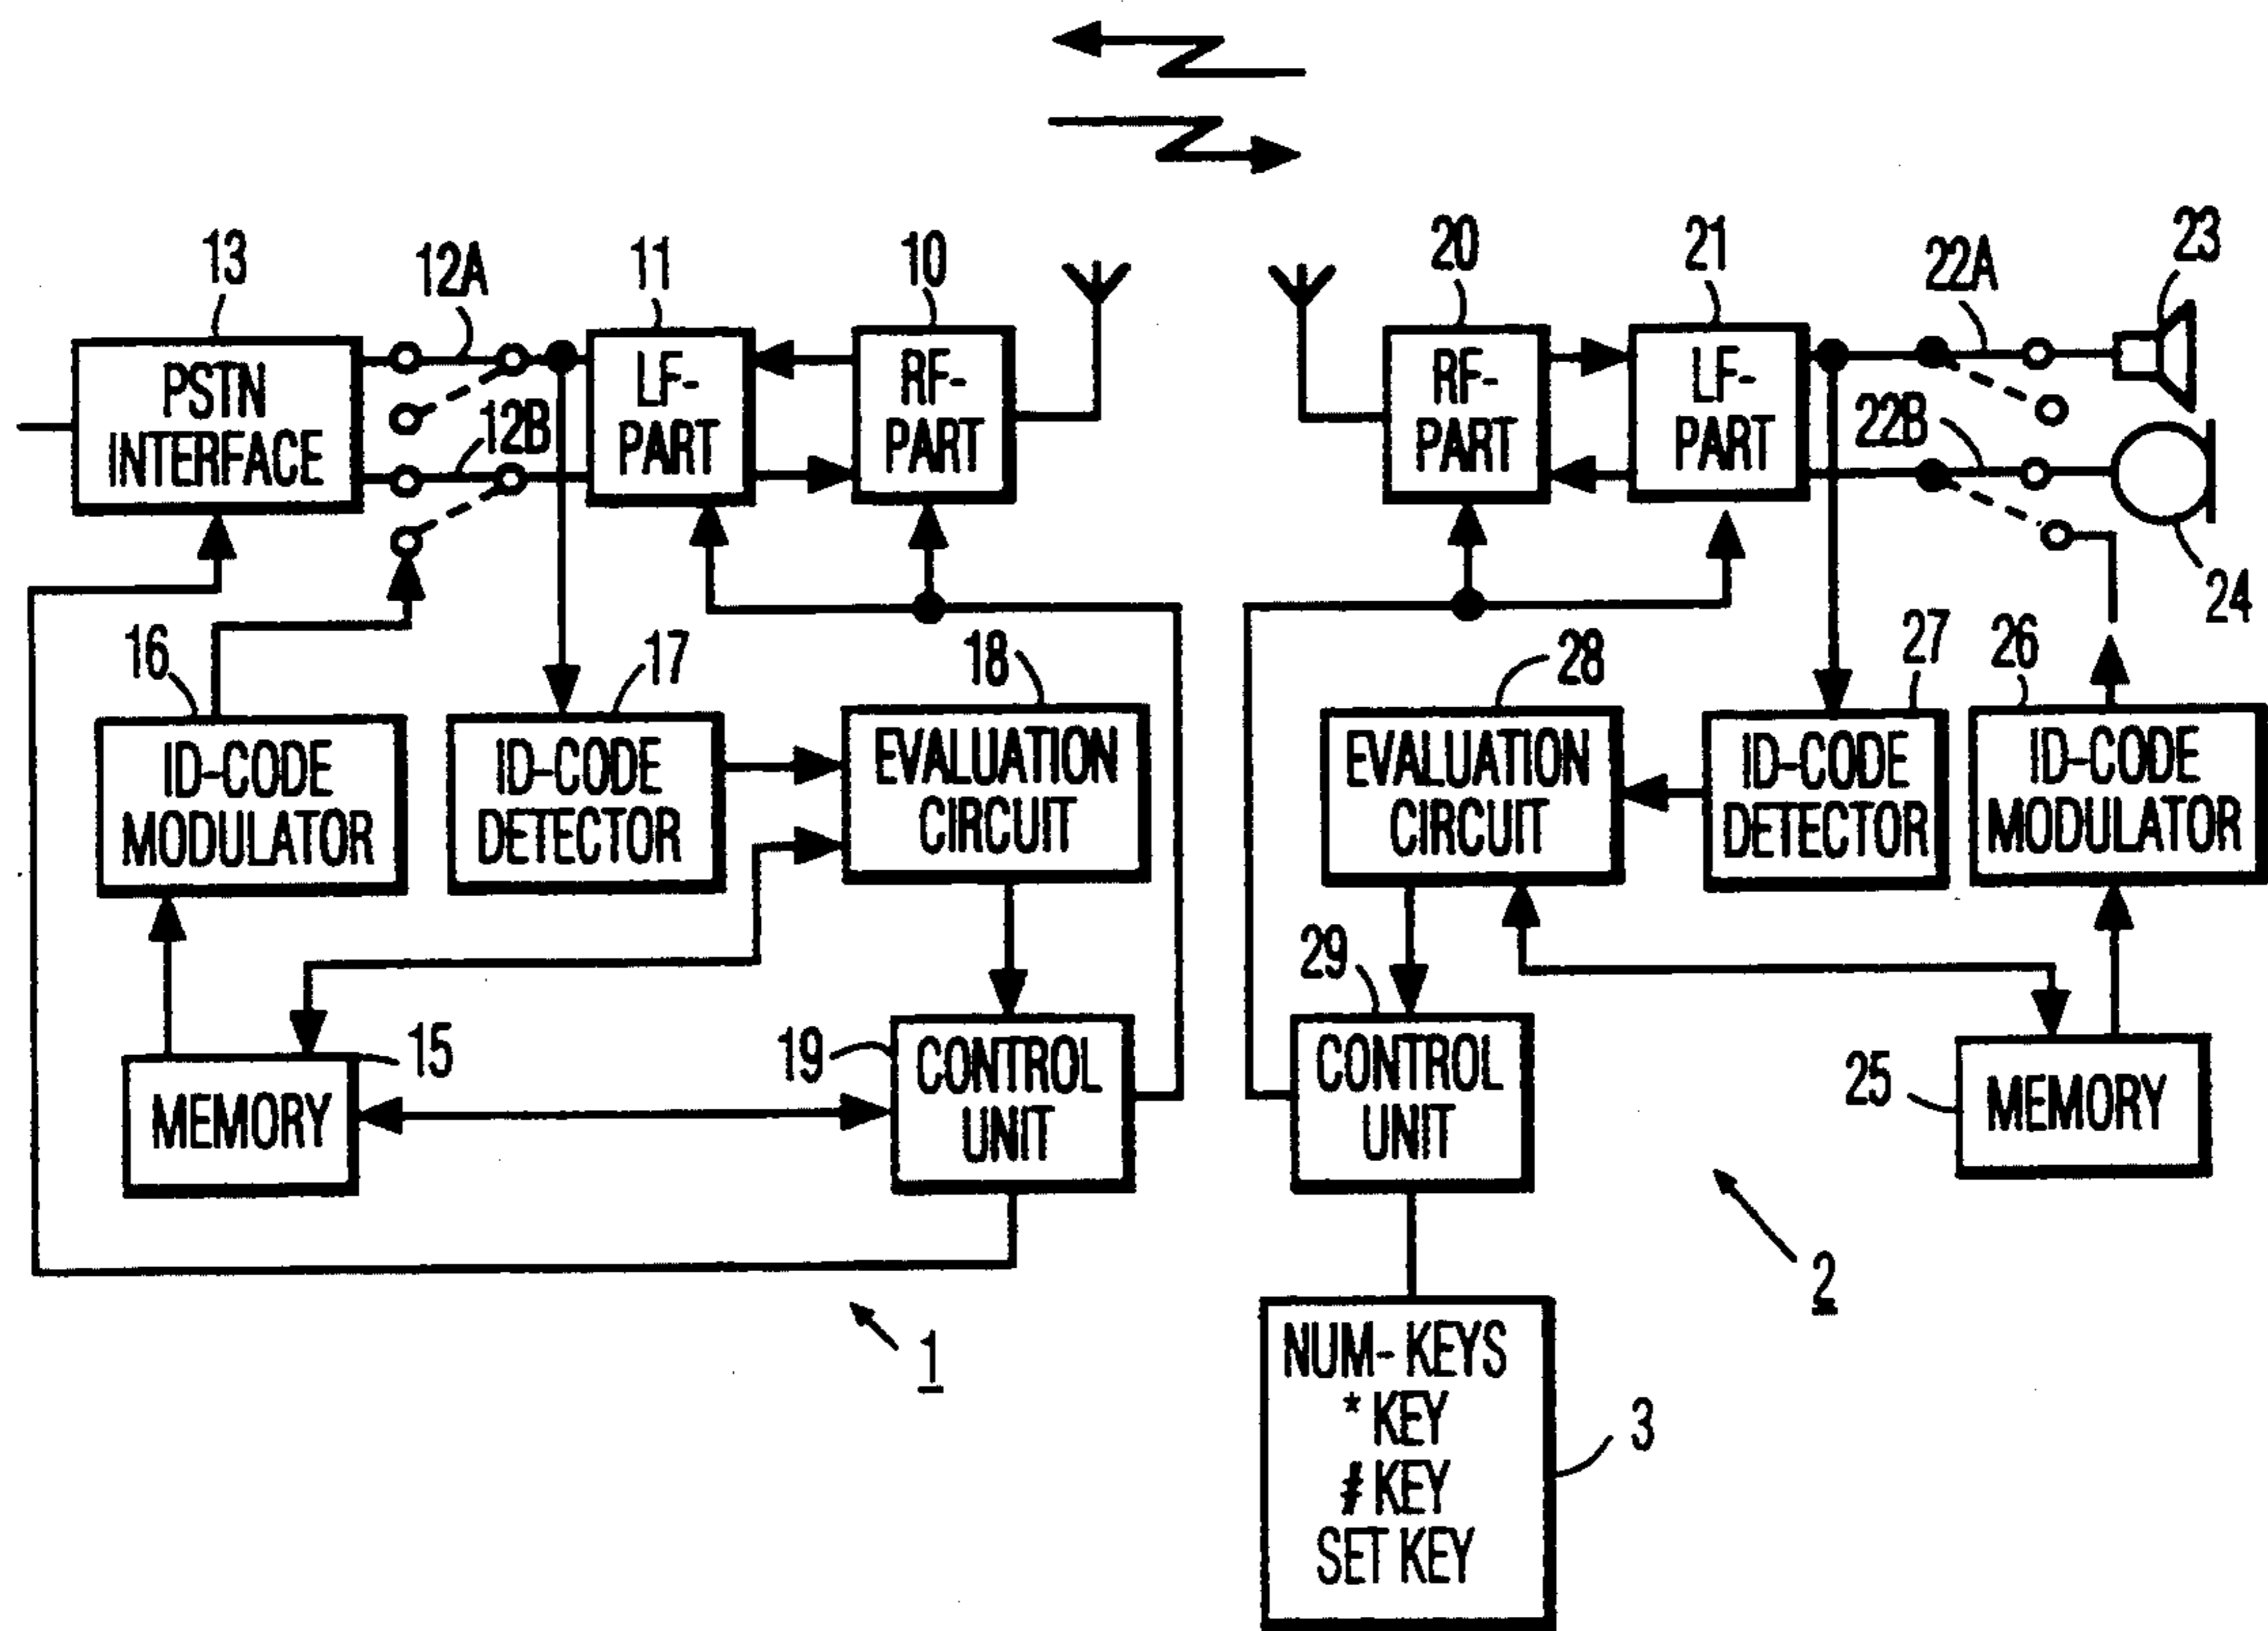 13
12A
11
10
20
21
22A
23
PSTN
INTERFACE
LF-
PART
RF-
PART
RF-
PART
LF-
PART
12B
22B
24
16
17
18
28
27
26
ID-CODE
MODULATOR
ID-CODE
DETECTOR
EVALUATION
CIRCUIT
EVALUATION
CIRCUIT
ID-CODE
DETECTOR
ID-CODE
MODULATOR
15
19
29
25
MEMORY
CONTROL
UNIT
CONTROL
UNIT
MEMORY
1
2
NUM-KEYS
* KEY
# KEY
SET KEY
3